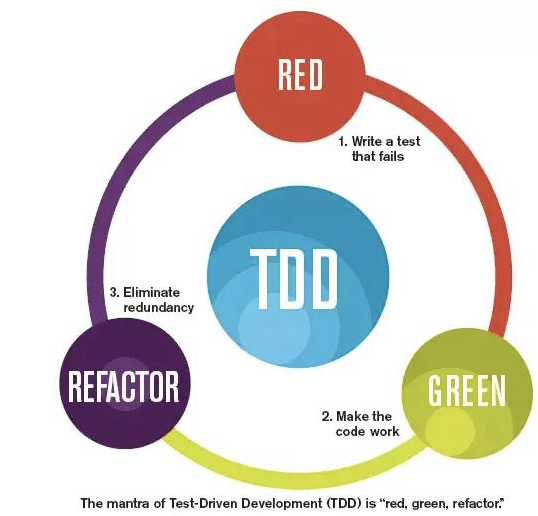 RED
1. Write a test
that fails
TDD
3. Eliminate
redundancy
REFACTOR
GREEN
2. Make the
code work
The mantra of Test-Driven Development (TDD) is “red, green, refactor.”